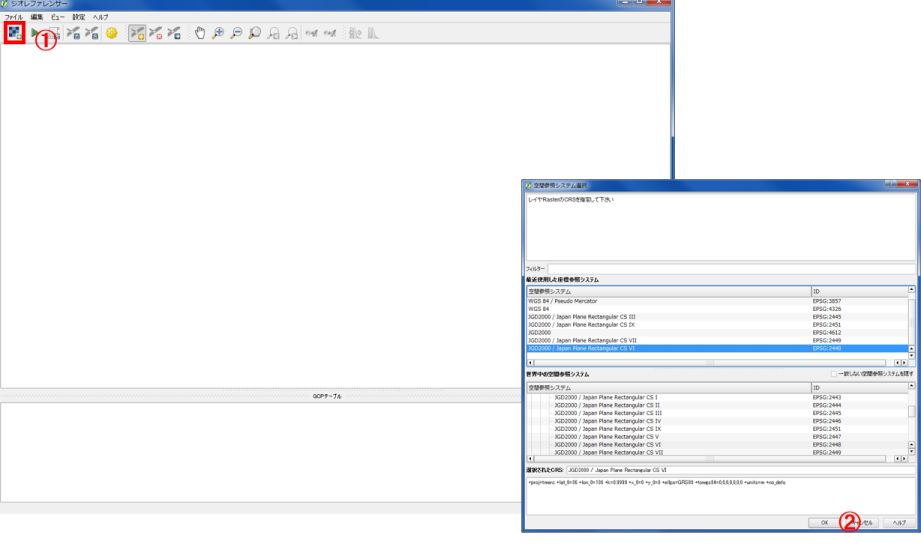 ジオレファレンサー
ファイル 編集 ビュー 設定 ヘルプ
①
GCPテーブル
空間参照システム選択
レイヤRasterのCRSを指定して下さい
フィルター
最近使用した座標参照システム
空間参照システム ID
WGS 84 / Pseudo Mercator EPSG:3857
WGS 84 EPSG:4326
JGD2000 / Japan Plane Rectangular CS III EPSG:2445
JGD2000 / Japan Plane Rectangular CS IX EPSG:2451
JGD2000 EPSG:4612
JGD2000 / Japan Plane Rectangular CS VII EPSG:2449
JGD2000 / Japan Plane Rectangular CS VI EPSG:2448
世界中の空間参照システム 一致しない空間参照システムを隠す
空間参照システム ID
JGD2000 / Japan Plane Rectangular CS I EPSG:2443
JGD2000 / Japan Plane Rectangular CS II EPSG:2444
JGD2000 / Japan Plane Rectangular CS III EPSG:2445
JGD2000 / Japan Plane Rectangular CS IV EPSG:2446
JGD2000 / Japan Plane Rectangular CS IX EPSG:2451
JGD2000 / Japan Plane Rectangular CS V EPSG:2447
JGD2000 / Japan Plane Rectangular CS VI EPSG:2448
JGD2000 / Japan Plane Rectangular CS VII EPSG:2449
選択されたCRS: JGD2000 / Japan Plane Rectangular CS VI
+proj=tmerc +lat_0=36 +lon_0=136 +k=0.9999 +x_0=0 +y_0=0 +ellps=GRS80 +towgs84=0,0,0,0,0,0,0 +units=m +no_defs
OK ② キャンセル ヘルプ